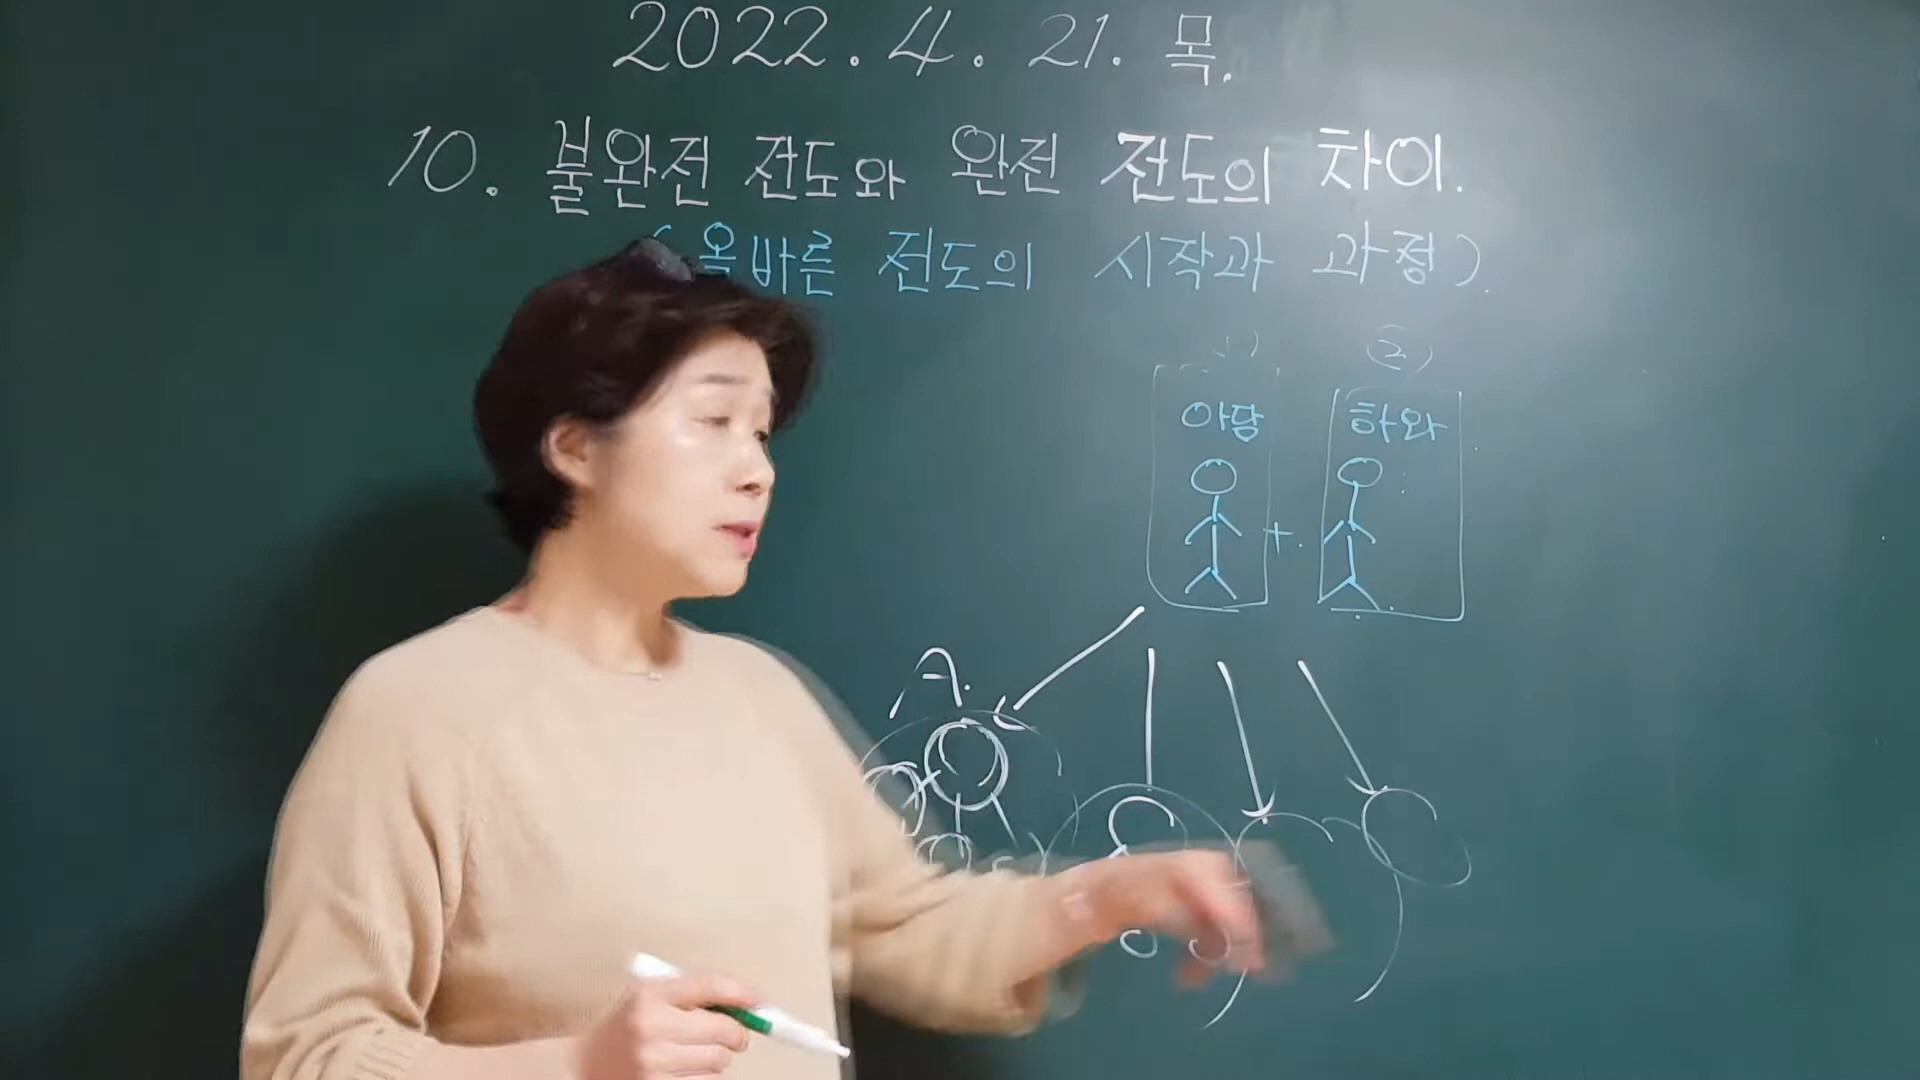 2022. 4. 21. 목.
10. 불완전 전도와 완전 전도의 차이.
(올바른 전도의 시작과 과정).
1) (2)
아담 하와
+
A.